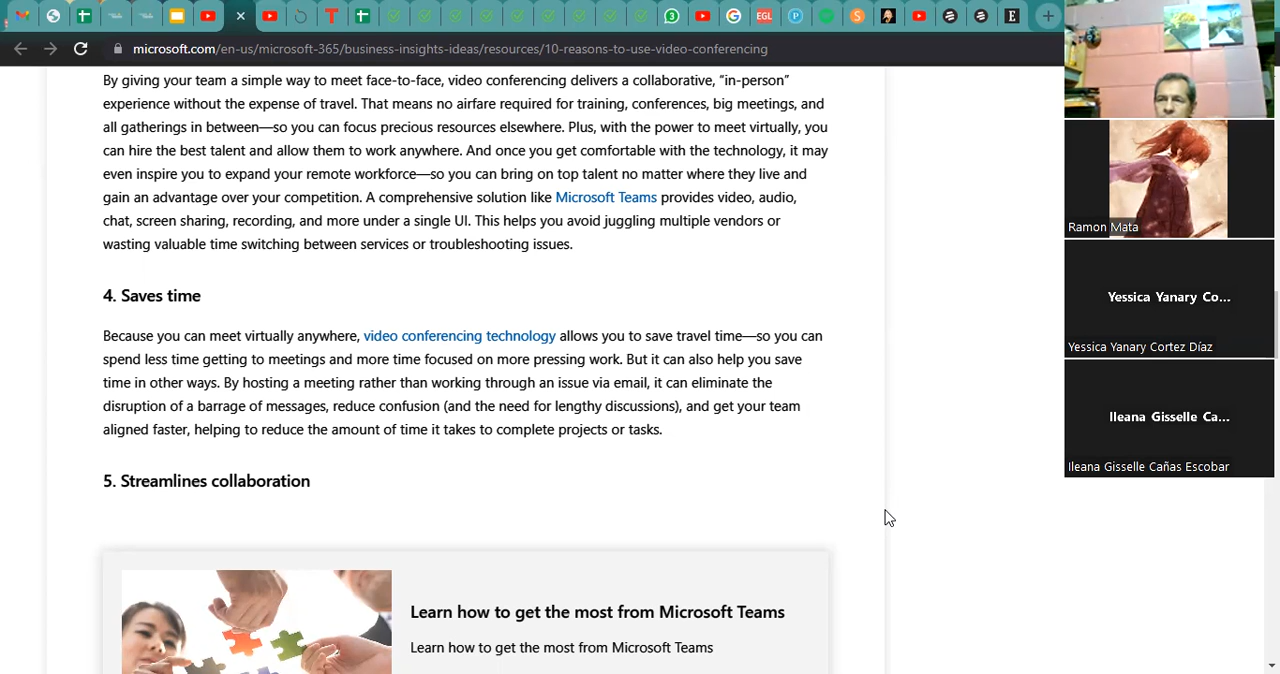 microsoft.com/en-us/microsoft-365/business-insights-ideas/resources/10-reasons-to-use-video-conferencing
By giving your team a simple way to meet face-to-face, video conferencing delivers a collaborative, “in-person”
experience without the expense of travel. That means no airfare required for training, conferences, big meetings, and
all gatherings in between—so you can focus precious resources elsewhere. Plus, with the power to meet virtually, you
can hire the best talent and allow them to work anywhere. And once you get comfortable with the technology, it may
even inspire you to expand your remote workforce—so you can bring on top talent no matter where they live and
gain an advantage over your competition. A comprehensive solution like Microsoft Teams provides video, audio,
chat, screen sharing, recording, and more under a single UI. This helps you avoid juggling multiple vendors or
wasting valuable time switching between services or troubleshooting issues.
4. Saves time
Because you can meet virtually anywhere, video conferencing technology allows you to save travel time—so you can
spend less time getting to meetings and more time focused on more pressing work. But it can also help you save
time in other ways. By hosting a meeting rather than working through an issue via email, it can eliminate the
disruption of a barrage of messages, reduce confusion (and the need for lengthy discussions), and get your team
aligned faster, helping to reduce the amount of time it takes to complete projects or tasks.
5. Streamlines collaboration
Learn how to get the most from Microsoft Teams
Learn how to get the most from Microsoft Teams
Ramon Mata
Yessica Yanary Co...
Yessica Yanary Cortez Díaz
Ileana Gisselle Ca...
Ileana Gisselle Cañas Escobar